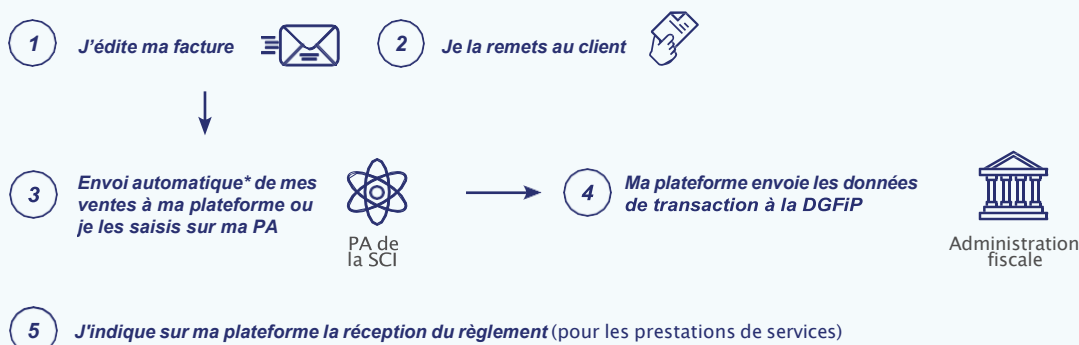 1 J’édite ma facture
2 Je la remets au client
3 Envoi automatique* de mes
ventes à ma plateforme ou
je les saisis sur ma PA
PA de
la SCI
4 Ma plateforme envoie les données
de transaction à la DGFiP
Administration
fiscale
5 J'indique sur ma plateforme la réception du règlement (pour les prestations de services)